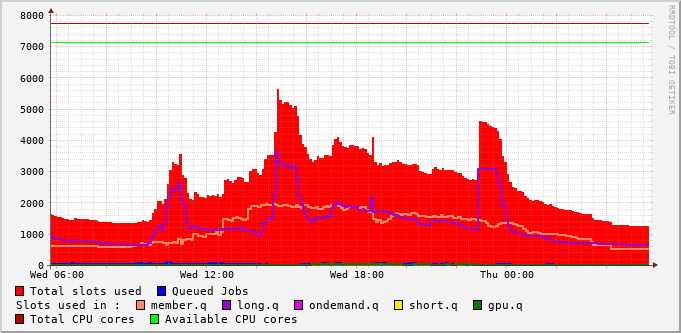 8000
7000
6000
5000
4000
3000
2000
1000
0
Wed 06:00 Wed 12:00 Wed 18:00 Thu 00:00
RRDTOOL / TOBI OETIKER
Total slots used Queued Jobs
Slots used in : member.q long.q ondemand.q short.q gpu.q
Total CPU cores Available CPU cores